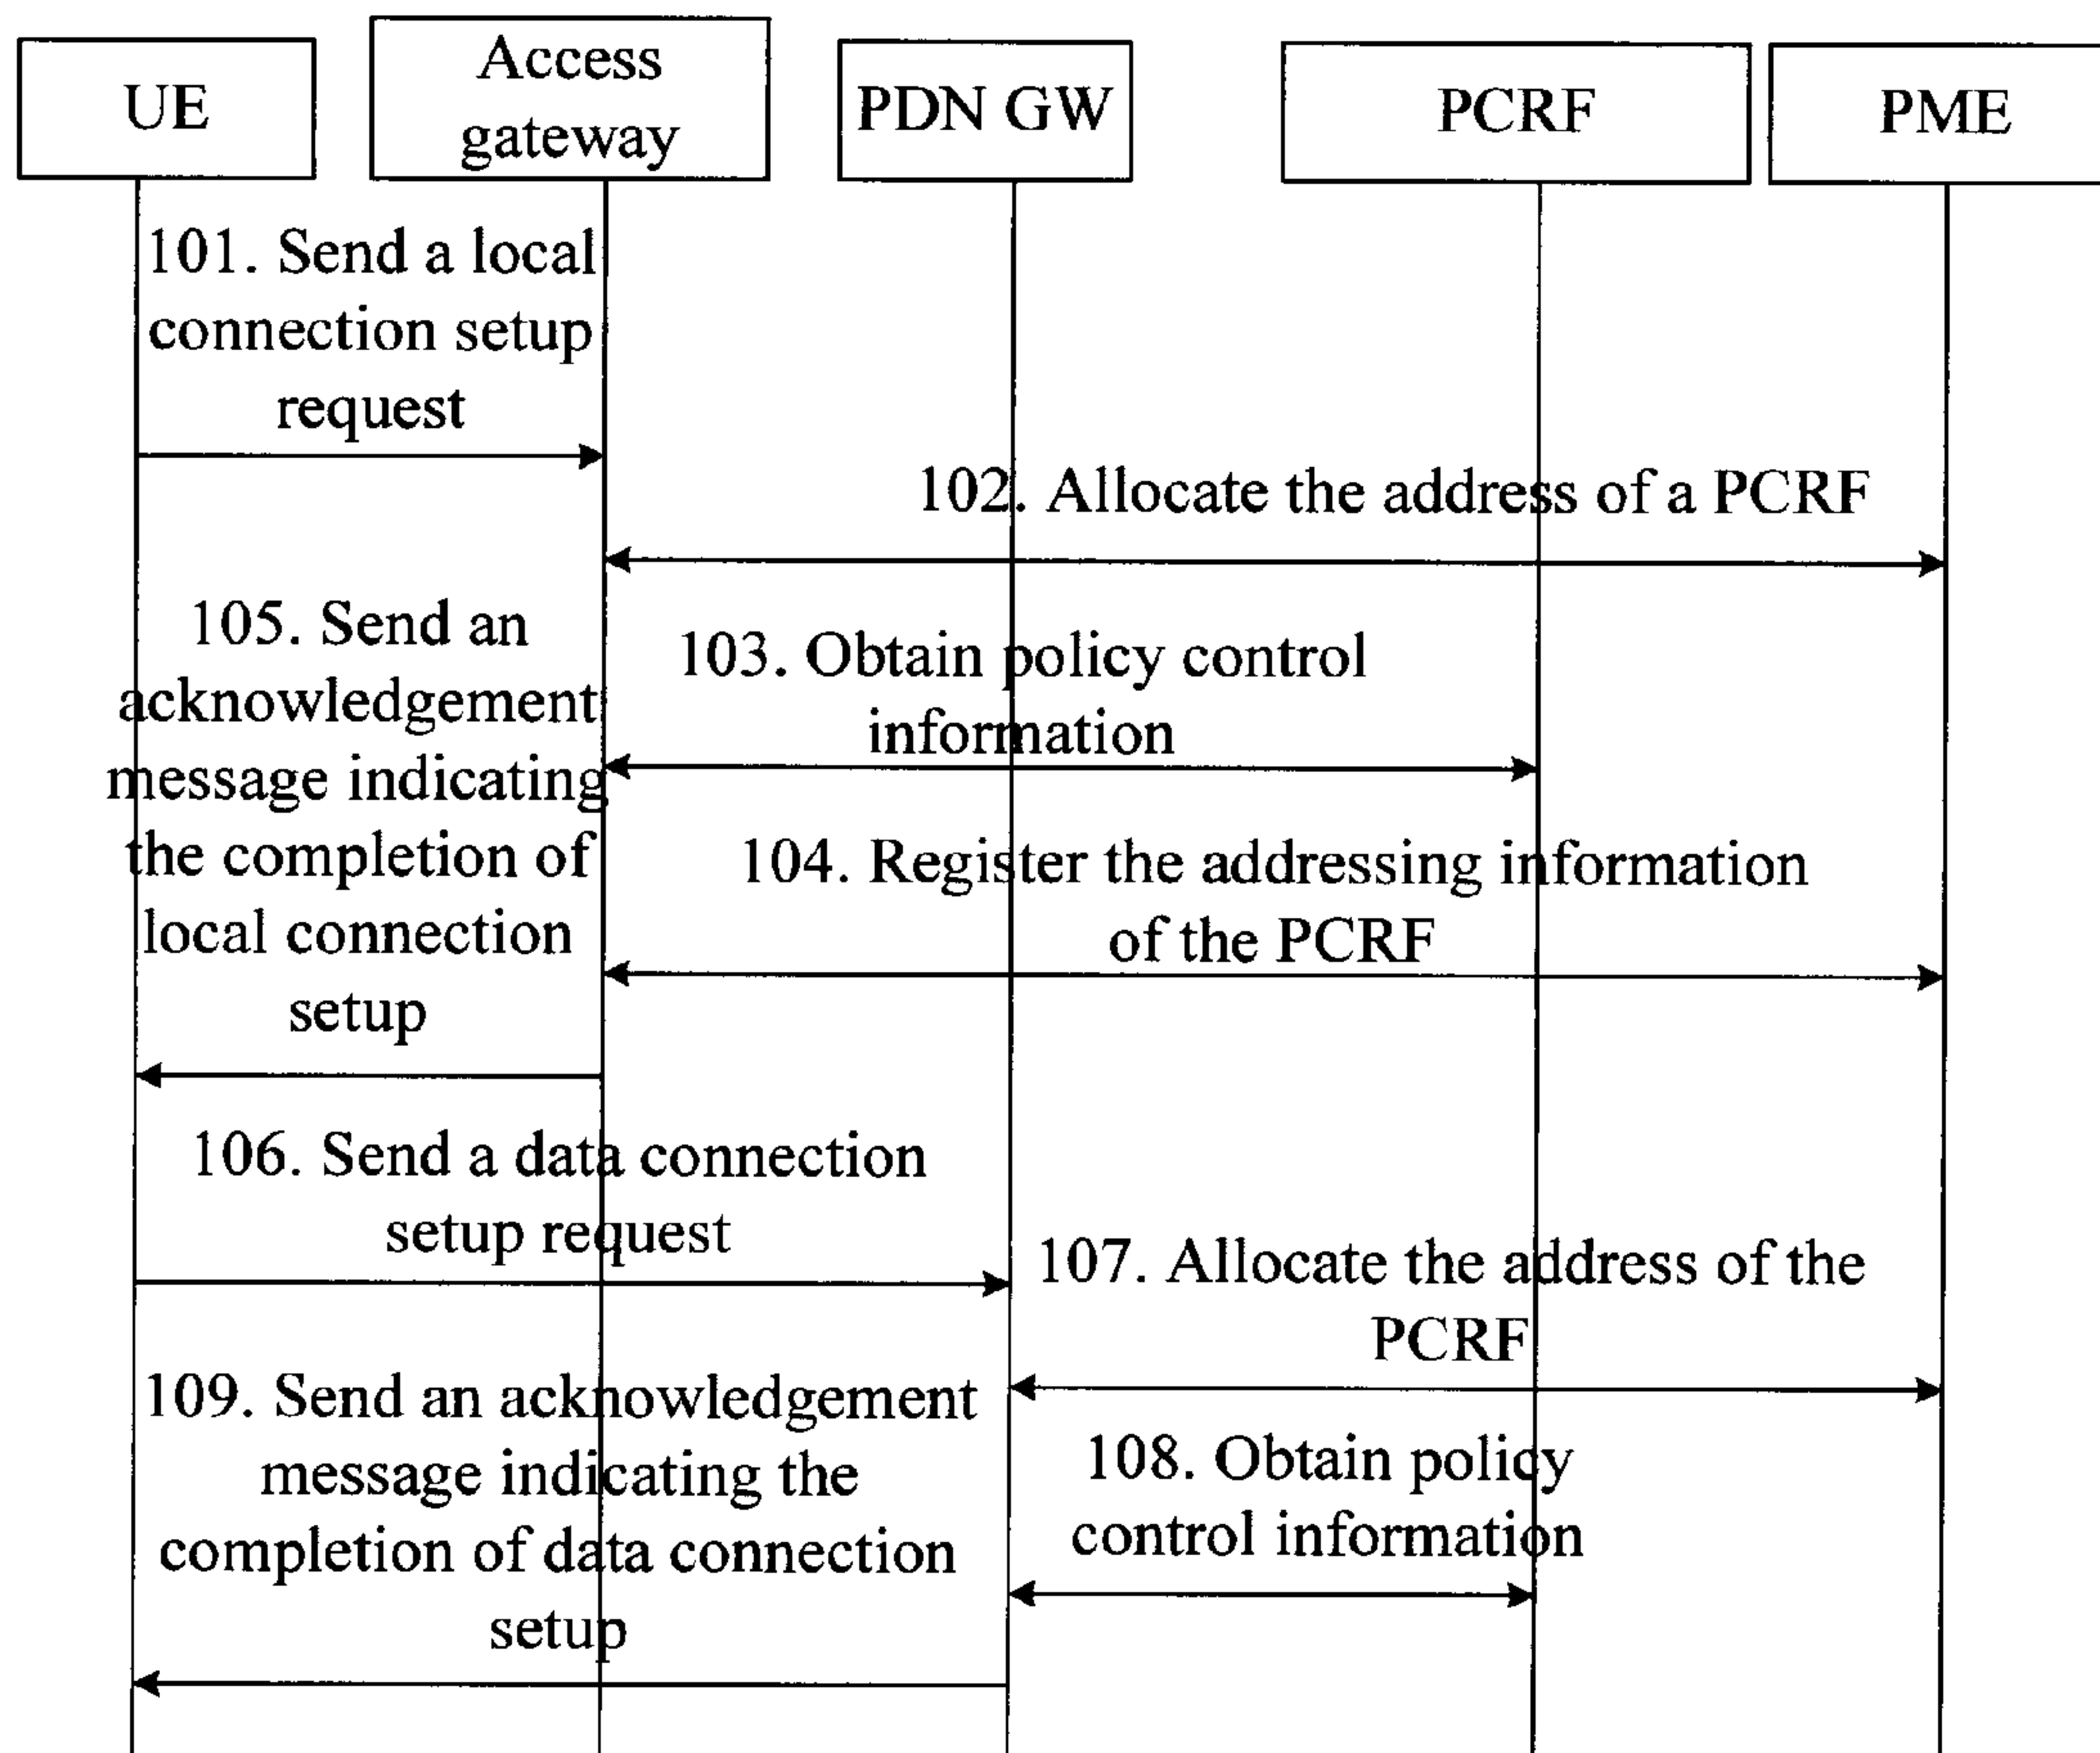 UE
Access
gateway
PDN GW
PCRF
PME
101. Send a local
connection setup
request
102. Allocate the address of a PCRF
103. Obtain policy control
information
104. Register the addressing information
of the PCRF
105. Send an
acknowledgement
message indicating
the completion of
local connection
setup
106. Send a data connection
setup request
107. Allocate the address of the
PCRF
108. Obtain policy
control information
109. Send an acknowledgement
message indicating the
completion of data connection
setup